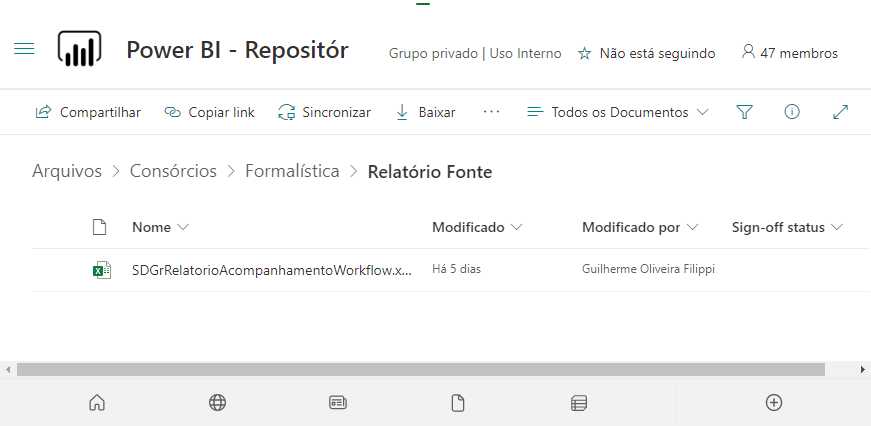 Power BI - Repositór
Grupo privado | Uso Interno
Não está seguindo
47 membros
Compartilhar
Copiar link
Sincronizar
Baixar
...
Todos os Documentos
Arquivos > Consórcios > Formalística > Relatório Fonte
Nome
Modificado
Modificado por
Sign-off status
SDGrRelatorioAcompanhamentoWorkflow.x...
Há 5 dias
Guilherme Oliveira Filippi